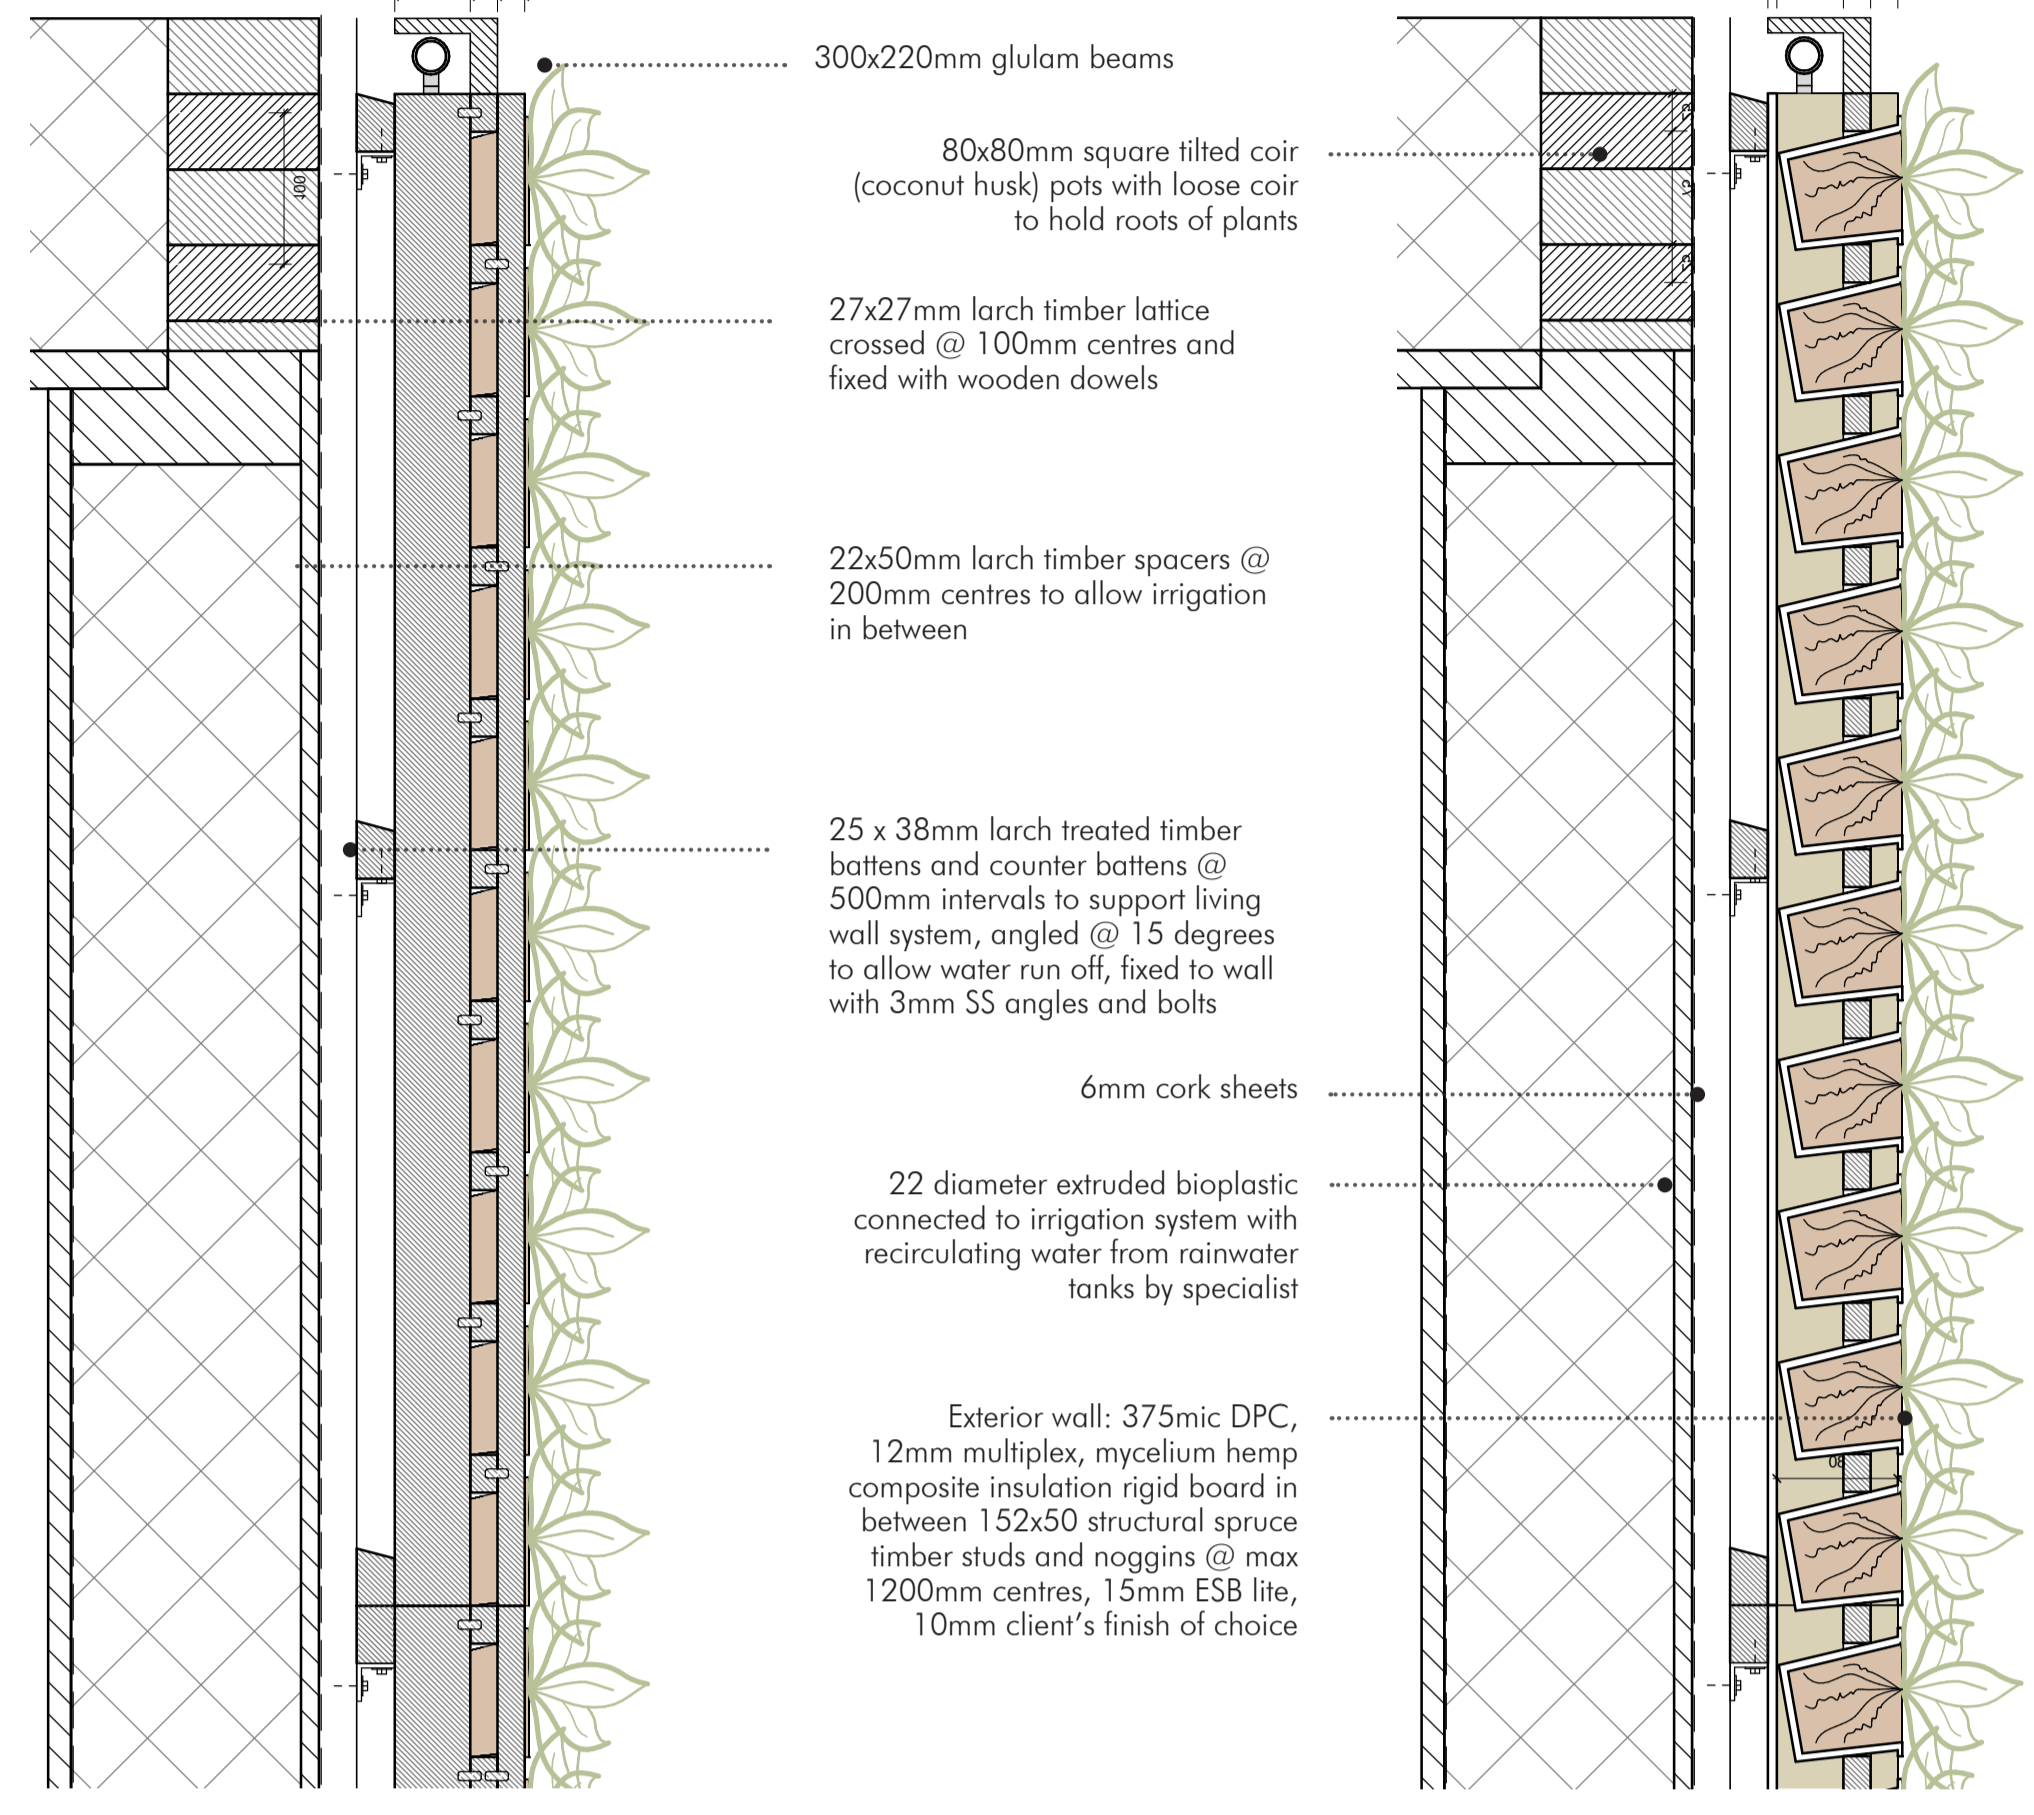 300x220mm glulam beams
80x80mm square tilted coir
(coconut husk) pots with loose coir
to hold roots of plants
27x27mm larch timber lattice
crossed @ 100mm centres and
fixed with wooden dowels
22x50mm larch timber spacers @
200mm centres to allow irrigation
in between
25 x 38mm larch treated timber
battens and counter battens @
500mm intervals to support living
wall system, angled @ 15 degrees
to allow water run off, fixed to wall
with 3mm SS angles and bolts
6mm cork sheets
22 diameter extruded bioplastic
connected to irrigation system with
recirculating water from rainwater
tanks by specialist
Exterior wall: 375mic DPC,
12mm multiplex, mycelium hemp
composite insulation rigid board in
between 152x50 structural spruce
timber studs and noggins @ max
1200mm centres, 15mm ESB lite,
10mm client's finish of choice
100
80